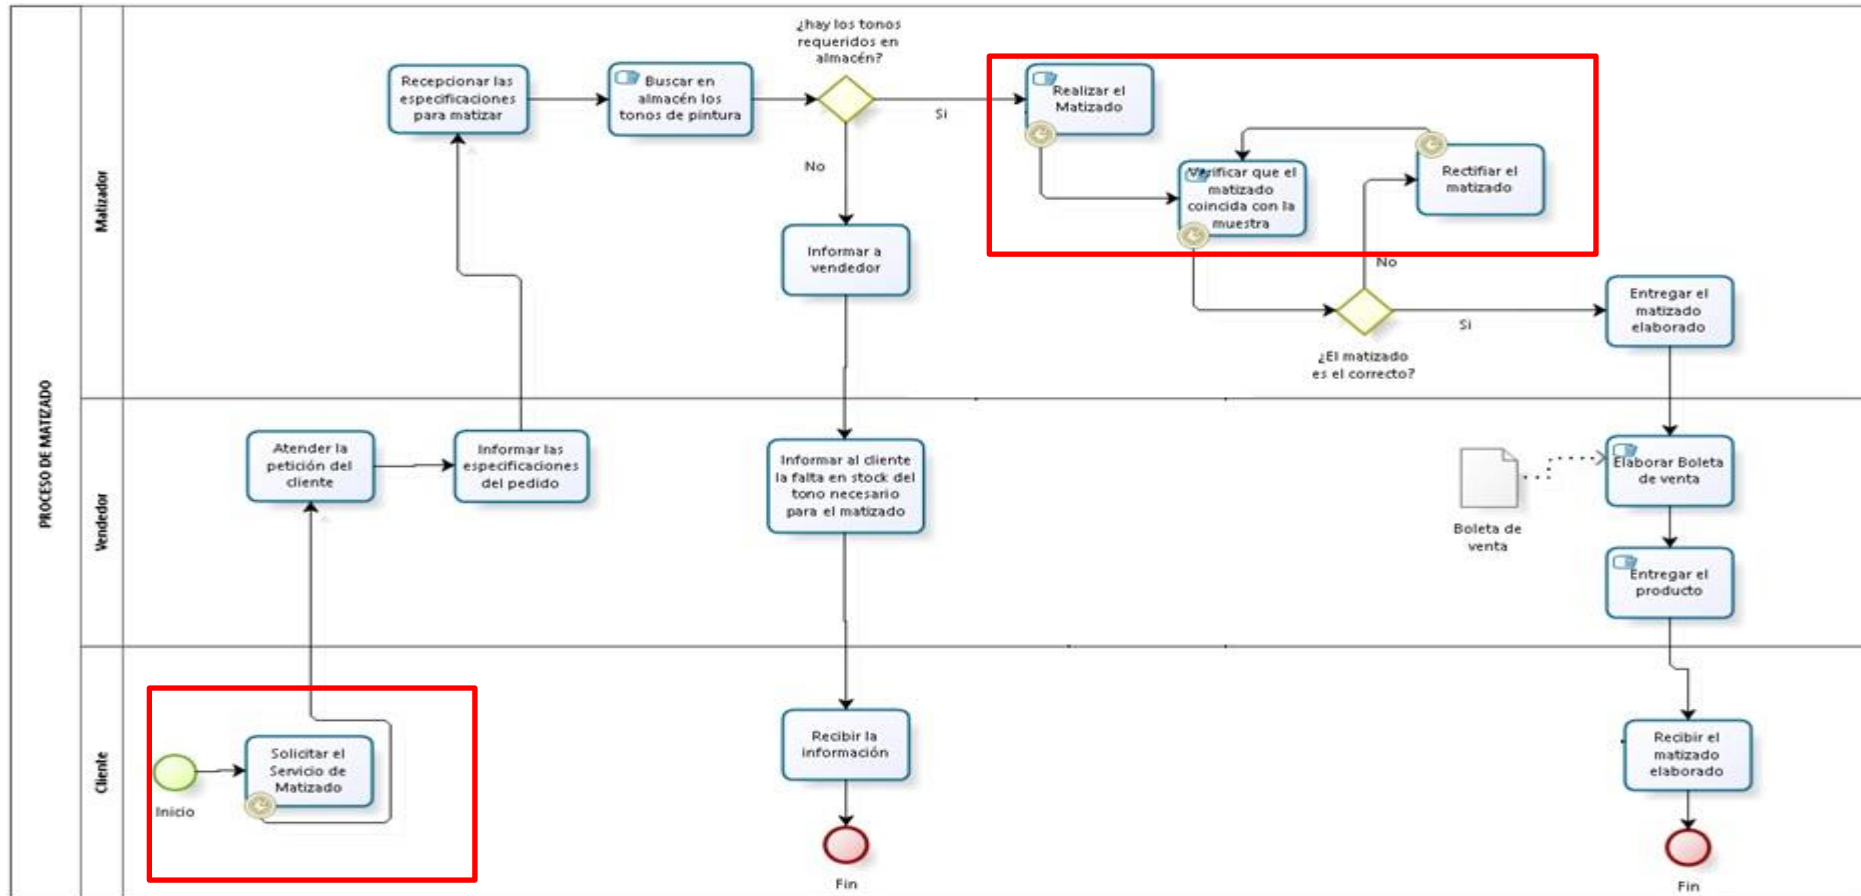 PROCESO DE MATIZADO
Matizador
Recepcionar las
especificaciones
para matizar
Buscar en
almacén los
tonos de pintura
¿hay los tonos
requeridos en
almacén?
Si
No
Realizar el
Matizado
Verificar que el
matizado
coincida con la
muestra
Rectifiar el
matizado
Informar a
vendedor
No
Si
¿El matizado
es el correcto?
Entregar el
matizado
elaborado
Vendedor
Atender la
petición del
cliente
Informar las
especificaciones
del pedido
Informar al cliente
la falta en stock del
tono necesario
para el matizado
Boleta de
venta
Elaborar Boleta
de venta
Entregar el
producto
Cliente
Inicio
Solicitar el
Servicio de
Matizado
Recibir la
información
Fin
Recibir el
matizado
elaborado
Fin